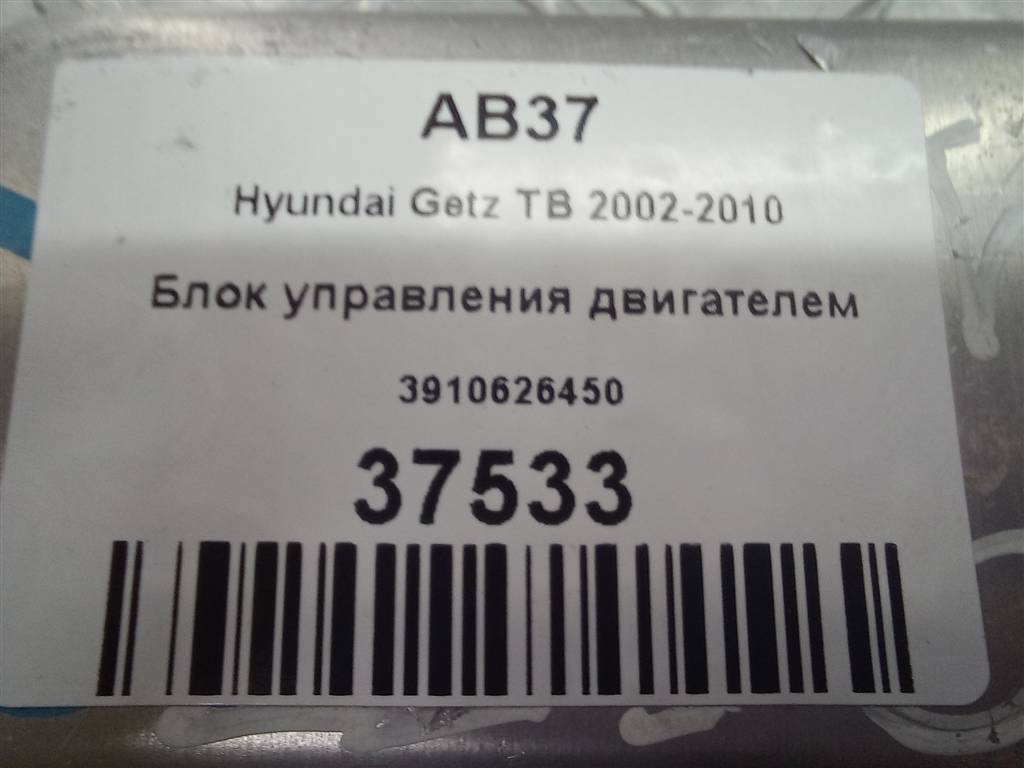 AB37
Hyundai Getz TB 2002-2010
Блок управления двигателем
3910626450
37533